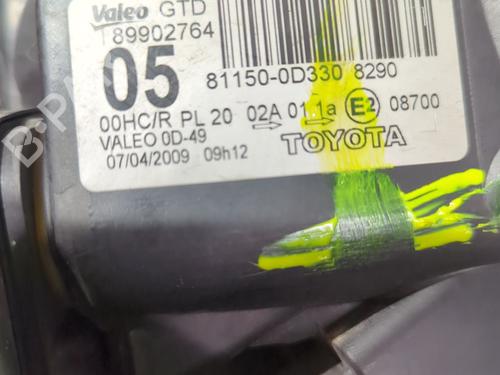 Valeo GTD
T89902764
05 81150-0D330 8290
00HC/R PL 20 02A 01 1a E2 08700
VALEO 0D-49 TOYOTA
07/04/2009 09h12